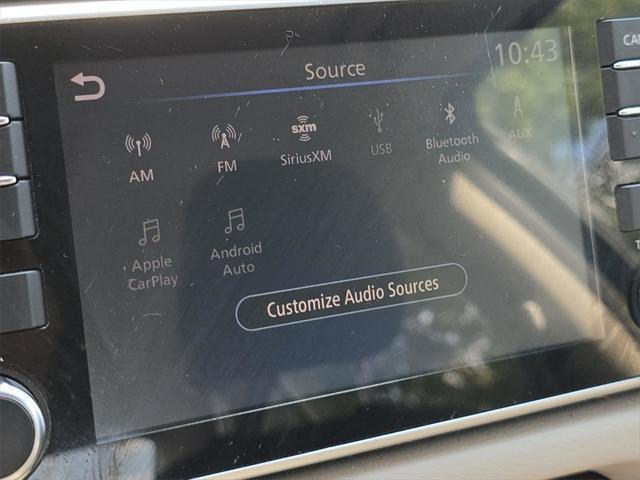 Source
10:43
AM
FM
sxm
SiriusXM
USB
Bluetooth
Audio
AUX
Apple
CarPlay
Android
Auto
Customize Audio Sources